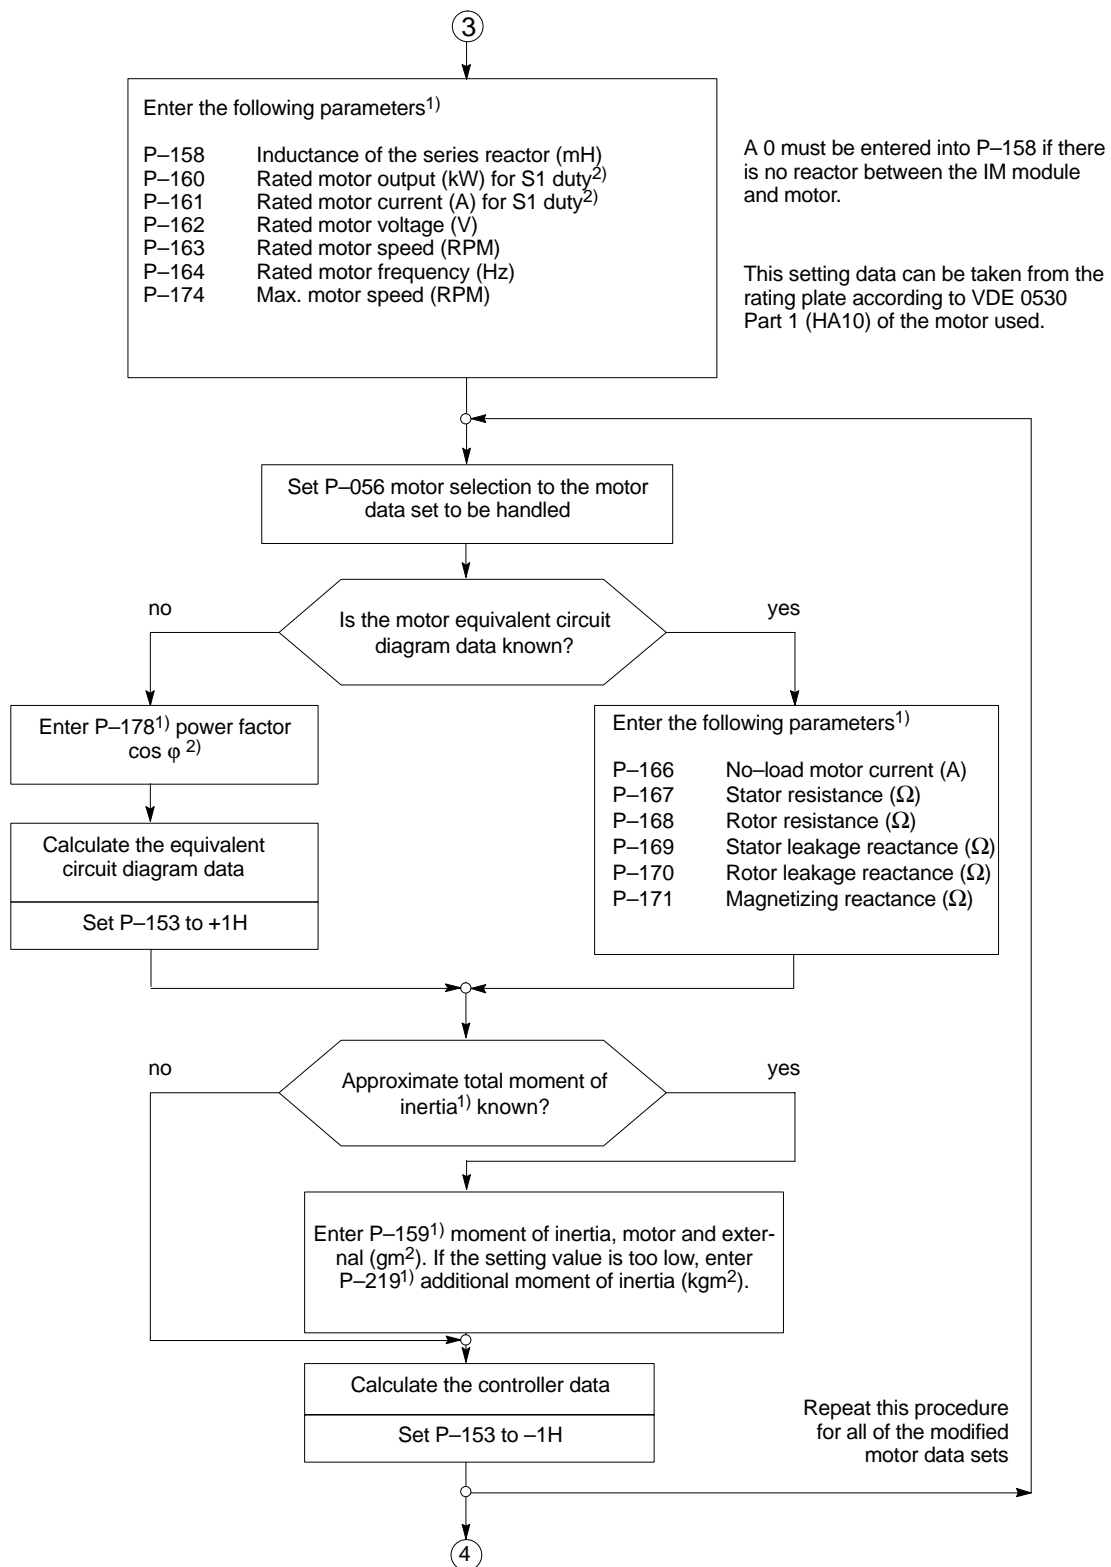 3
Enter the following parameters1)
P–158 Inductance of the series reactor (mH)
P–160 Rated motor output (kW) for S1 duty2)
P–161 Rated motor current (A) for S1 duty2)
P–162 Rated motor voltage (V)
P–163 Rated motor speed (RPM)
P–164 Rated motor frequency (Hz)
P–174 Max. motor speed (RPM)
A 0 must be entered into P–158 if there
is no reactor between the IM module
and motor.
This setting data can be taken from the
rating plate according to VDE 0530
Part 1 (HA10) of the motor used.
Set P–056 motor selection to the motor
data set to be handled
no
Is the motor equivalent circuit
diagram data known?
yes
Enter P–1781) power factor
cos φ 2)
Calculate the equivalent
circuit diagram data
Set P–153 to +1H
Enter the following parameters1)
P–166 No–load motor current (A)
P–167 Stator resistance (Ω)
P–168 Rotor resistance (Ω)
P–169 Stator leakage reactance (Ω)
P–170 Rotor leakage reactance (Ω)
P–171 Magnetizing reactance (Ω)
no
Approximate total moment of
inertia1) known?
yes
Enter P–1591) moment of inertia, motor and exter-
nal (gm2). If the setting value is too low, enter
P–2191) additional moment of inertia (kgm2).
Calculate the controller data
Set P–153 to –1H
Repeat this procedure
for all of the modified
motor data sets
4